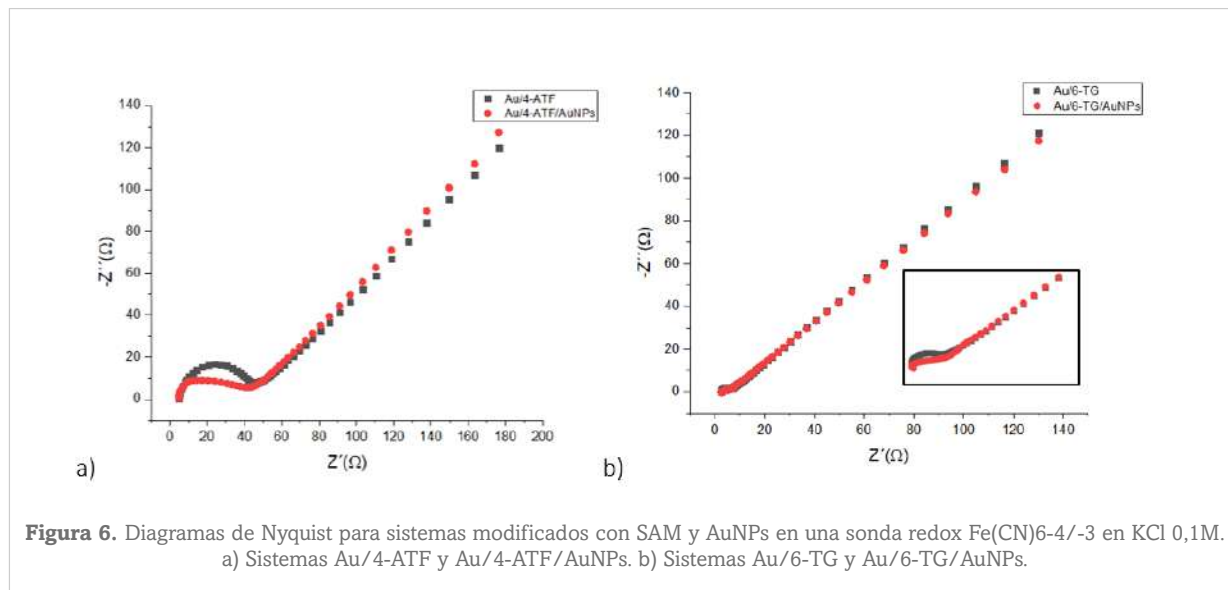 Au/4-ATF
Au/4-ATF/AuNPs
140
120
100
80
60
40
20
0
-Z´´(Ω)
0 20 40 60 80 100 120 140 160 180 200
Z´(Ω)
a)
Au/6-TG
Au/6-TG/AuNPs
140
120
100
80
60
40
20
0
-Z´´(Ω)
0 20 40 60 80 100 120 140
Z´(Ω)
b)
Figura 6. Diagramas de Nyquist para sistemas modificados con SAM y AuNPs en una sonda redox Fe(CN)6-4/-3 en KCl 0,1M.
a) Sistemas Au/4-ATF y Au/4-ATF/AuNPs. b) Sistemas Au/6-TG y Au/6-TG/AuNPs.